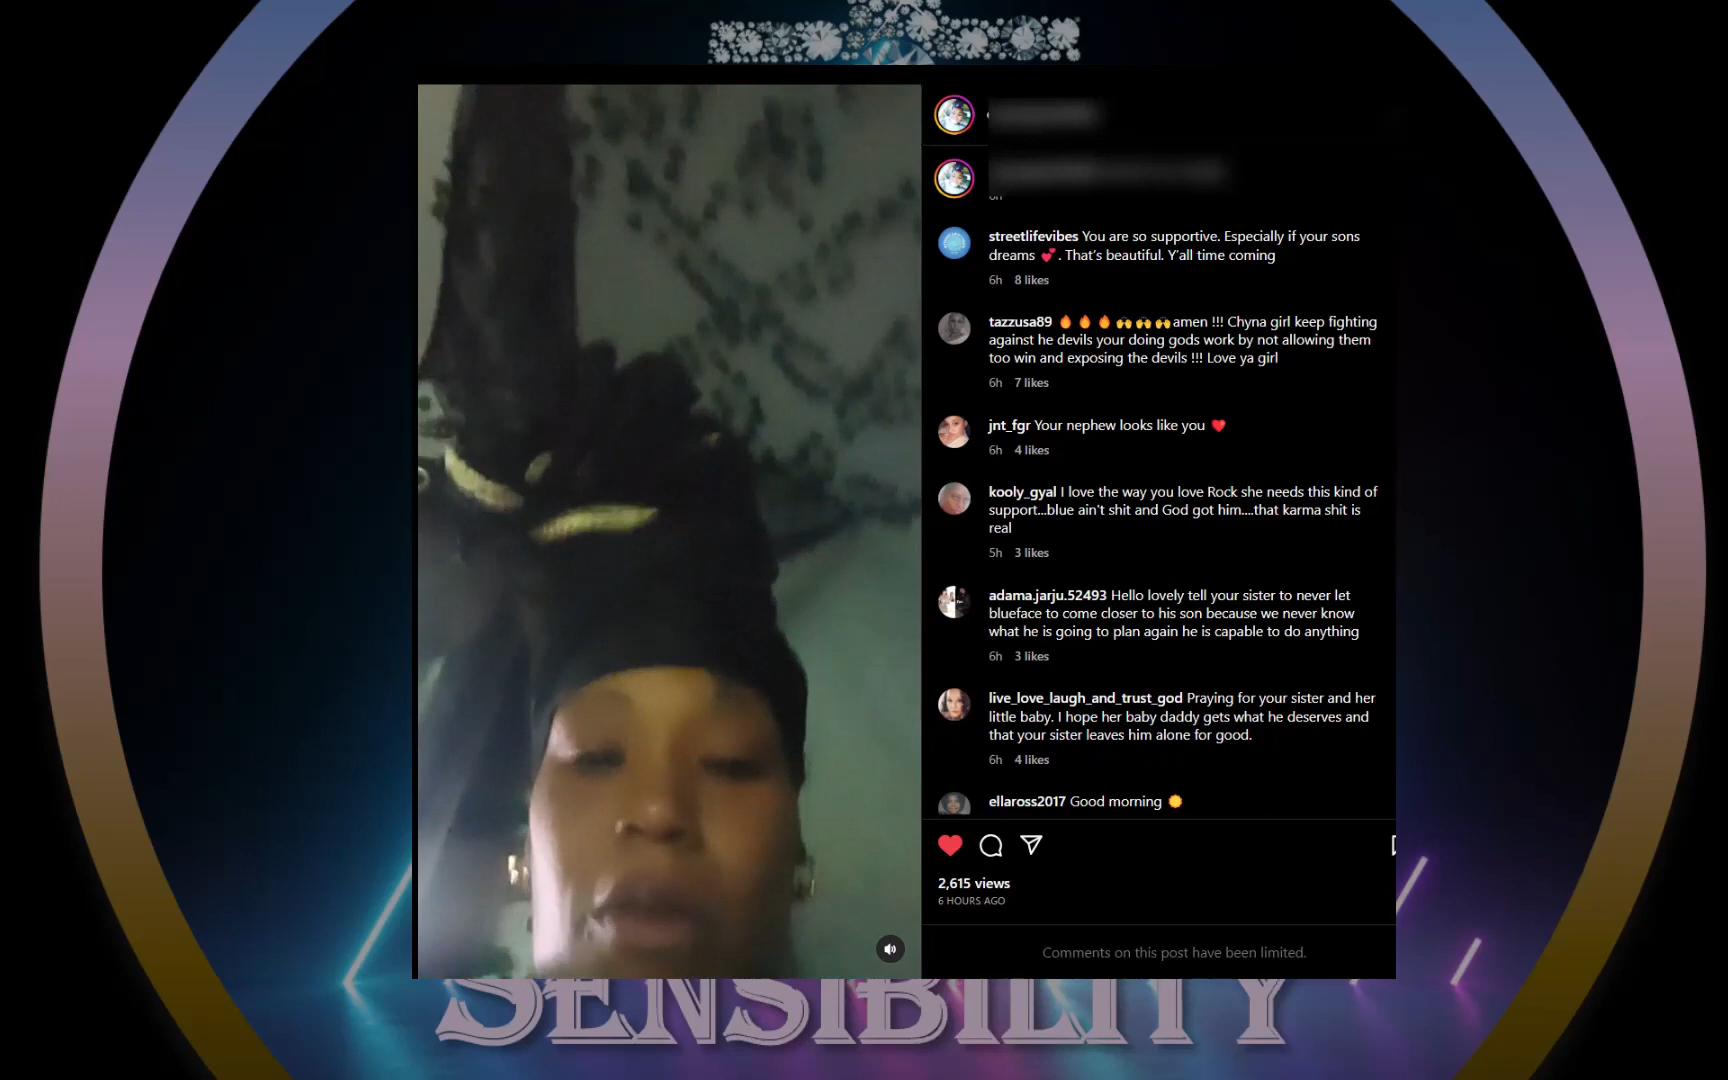 streetlifevibes You are so supportive. Especially if your sons
dreams 💕. That's beautiful. Y'all time coming
6h 8 likes
tazzusa89 🔥🔥🔥🙌🙌🙌amen !!! Chyna girl keep fighting
against he devils your doing gods work by not allowing them
too win and exposing the devils !!! Love ya girl
6h 7 likes
jnt_fgr Your nephew looks like you ❤️
6h 4 likes
kooly_gyal I love the way you love Rock she needs this kind of
support...blue ain't shit and God got him....that karma shit is
real
5h 3 likes
adama.jarju.52493 Hello lovely tell your sister to never let
blueface to come closer to his son because we never know
what he is going to plan again he is capable to do anything
6h 3 likes
live_love_laugh_and_trust_god Praying for your sister and her
little baby. I hope her baby daddy gets what he deserves and
that your sister leaves him alone for good.
6h 4 likes
ellaross2017 Good morning 🌞
2,615 views
6 HOURS AGO
Comments on this post have been limited.
SENSIBILITY